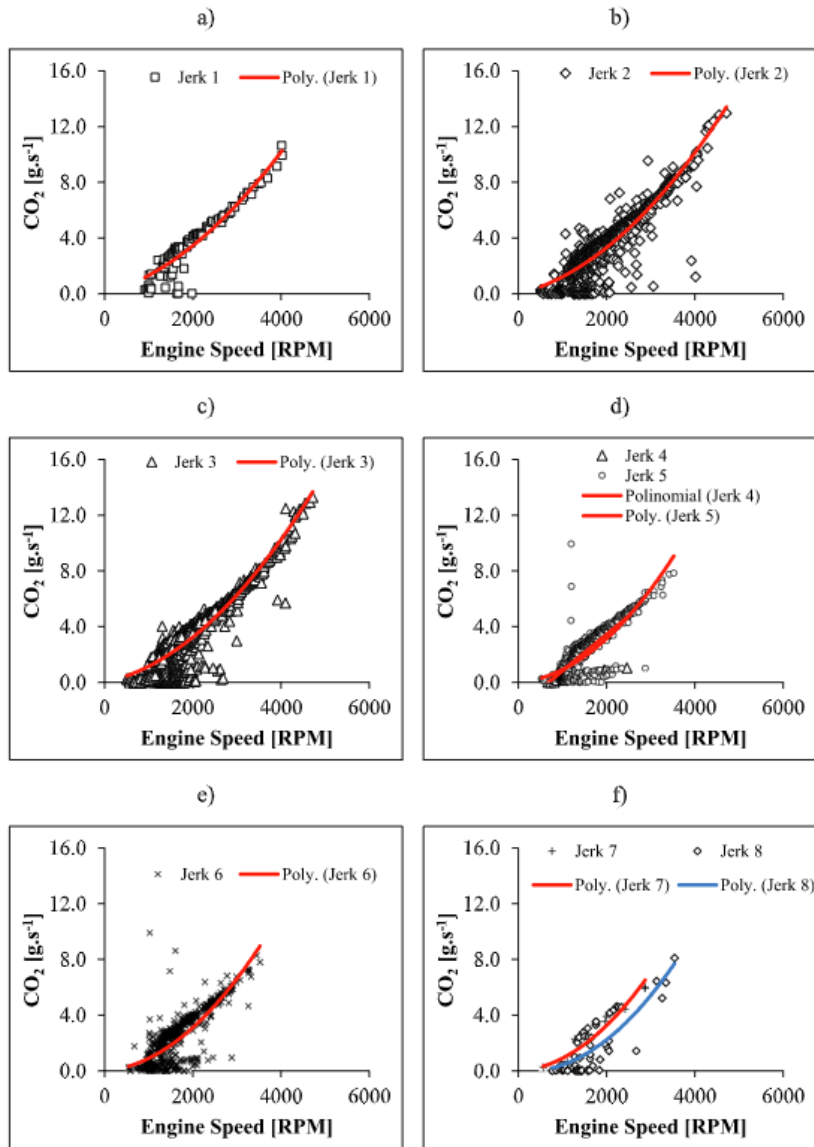 a)
16.0
12.0
8.0
4.0
0.0
CO₂ [g.s⁻¹]
Jerk 1
Poly. (Jerk 1)
0 2000 4000 6000
Engine Speed [RPM]
b)
16.0
12.0
8.0
4.0
0.0
CO₂ [g.s⁻¹]
Jerk 2
Poly. (Jerk 2)
0 2000 4000 6000
Engine Speed [RPM]
c)
16.0
12.0
8.0
4.0
0.0
CO₂ [g.s⁻¹]
Jerk 3
Poly. (Jerk 3)
0 2000 4000 6000
Engine Speed [RPM]
d)
16.0
12.0
8.0
4.0
0.0
CO₂ [g.s⁻¹]
Jerk 4
Jerk 5
Polinomial (Jerk 4)
Poly. (Jerk 5)
0 2000 4000 6000
Engine Speed [RPM]
e)
16.0
12.0
8.0
4.0
0.0
CO₂ [g.s⁻¹]
Jerk 6
Poly. (Jerk 6)
0 2000 4000 6000
Engine Speed [RPM]
f)
16.0
12.0
8.0
4.0
0.0
CO₂ [g.s⁻¹]
Jerk 7
Jerk 8
Poly. (Jerk 7)
Poly. (Jerk 8)
0 2000 4000 6000
Engine Speed [RPM]